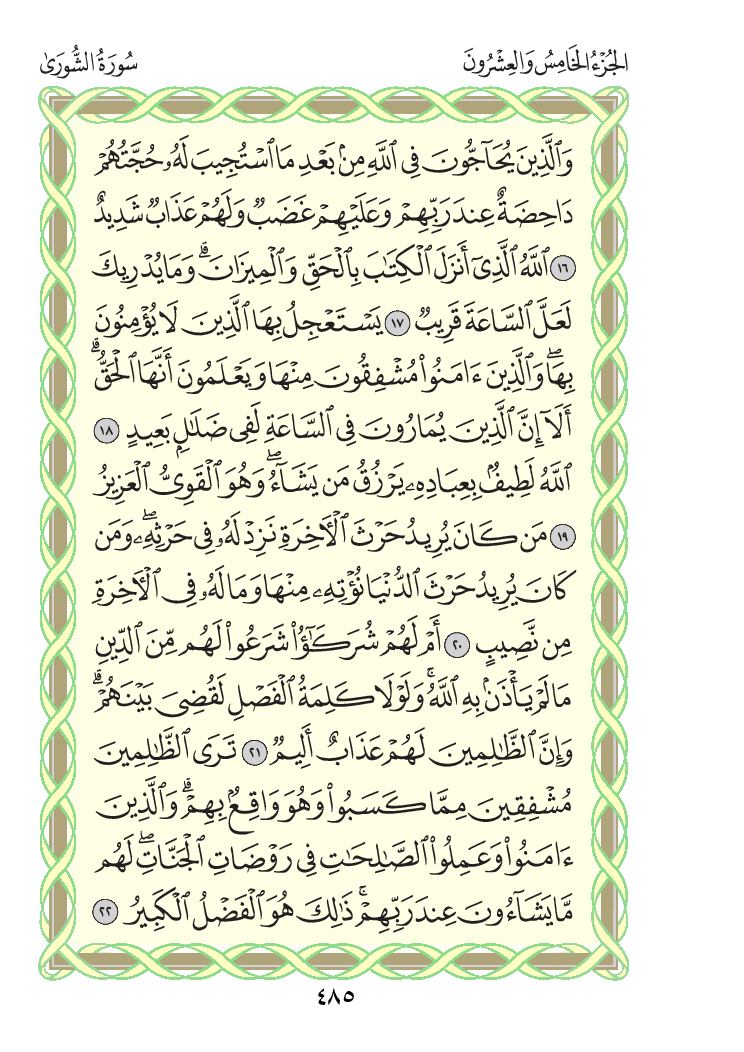 الجُزْءُ الخَامِسُ وَالعِشْرُونَ
سُورَةُ الشُّورَىٰ
وَٱلَّذِينَ يُحَآجُّونَ فِى ٱللَّهِ مِنۢ بَعْدِ مَا ٱسْتُجِيبَ لَهُۥ حُجَّتُهُمْ
دَاحِضَةٌ عِندَ رَبِّهِمْ وَعَلَيْهِمْ غَضَبٌ وَلَهُمْ عَذَابٌ شَدِيدٌ
١٦ ٱللَّهُ ٱلَّذِىٓ أَنزَلَ ٱلْكِتَٰبَ بِٱلْحَقِّ وَٱلْمِيزَانَ ۗ وَمَا يُدْرِيكَ
لَعَلَّ ٱلسَّاعَةَ قَرِيبٌ ١٧ يَسْتَعْجِلُ بِهَا ٱلَّذِينَ لَا يُؤْمِنُونَ
بِهَا ۖ وَٱلَّذِينَ ءَامَنُوا۟ مُشْفِقُونَ مِنْهَا وَيَعْلَمُونَ أَنَّهَا ٱلْحَقُّ ۗ
أَلَآ إِنَّ ٱلَّذِينَ يُمَارُونَ فِى ٱلسَّاعَةِ لَفِى ضَلَٰلٍۭ بَعِيدٍ ١٨
ٱللَّهُ لَطِيفٌۢ بِعِبَادِهِۦ يَرْزُقُ مَن يَشَآءُ ۖ وَهُوَ ٱلْقَوِىُّ ٱلْعَزِيزُ
١٩ مَن كَانَ يُرِيدُ حَرْثَ ٱلْءَاخِرَةِ نَزِدْ لَهُۥ فِى حَرْثِهِۦ ۖ وَمَن
كَانَ يُرِيدُ حَرْثَ ٱلدُّنْيَا نُؤْتِهِۦ مِنْهَا وَمَا لَهُۥ فِى ٱلْءَاخِرَةِ
مِن نَّصِيبٍ ٢٠ أَمْ لَهُمْ شُرَكَٰٓؤُا۟ شَرَعُوا۟ لَهُم مِّنَ ٱلدِّينِ
مَا لَمْ يَأْذَنۢ بِهِ ٱللَّهُ ۚ وَلَوْلَا كَلِمَةُ ٱلْفَصْلِ لَقُضِىَ بَيْنَهُمْ ۗ
وَإِنَّ ٱلظَّٰلِمِينَ لَهُمْ عَذَابٌ أَلِيمٌ ٢١ تَرَى ٱلظَّٰلِمِينَ
مُشْفِقِينَ مِمَّا كَسَبُوا۟ وَهُوَ وَاقِعٌۢ بِهِمْ ۗ وَٱلَّذِينَ
ءَامَنُوا۟ وَعَمِلُوا۟ ٱلصَّٰلِحَٰتِ فِى رَوْضَاتِ ٱلْجَنَّاتِ ۖ لَهُم
مَّا يَشَآءُونَ عِندَ رَبِّهِمْ ۚ ذَٰلِكَ هُوَ ٱلْفَضْلُ ٱلْكَبِيرُ ٢٢
٤٨٥